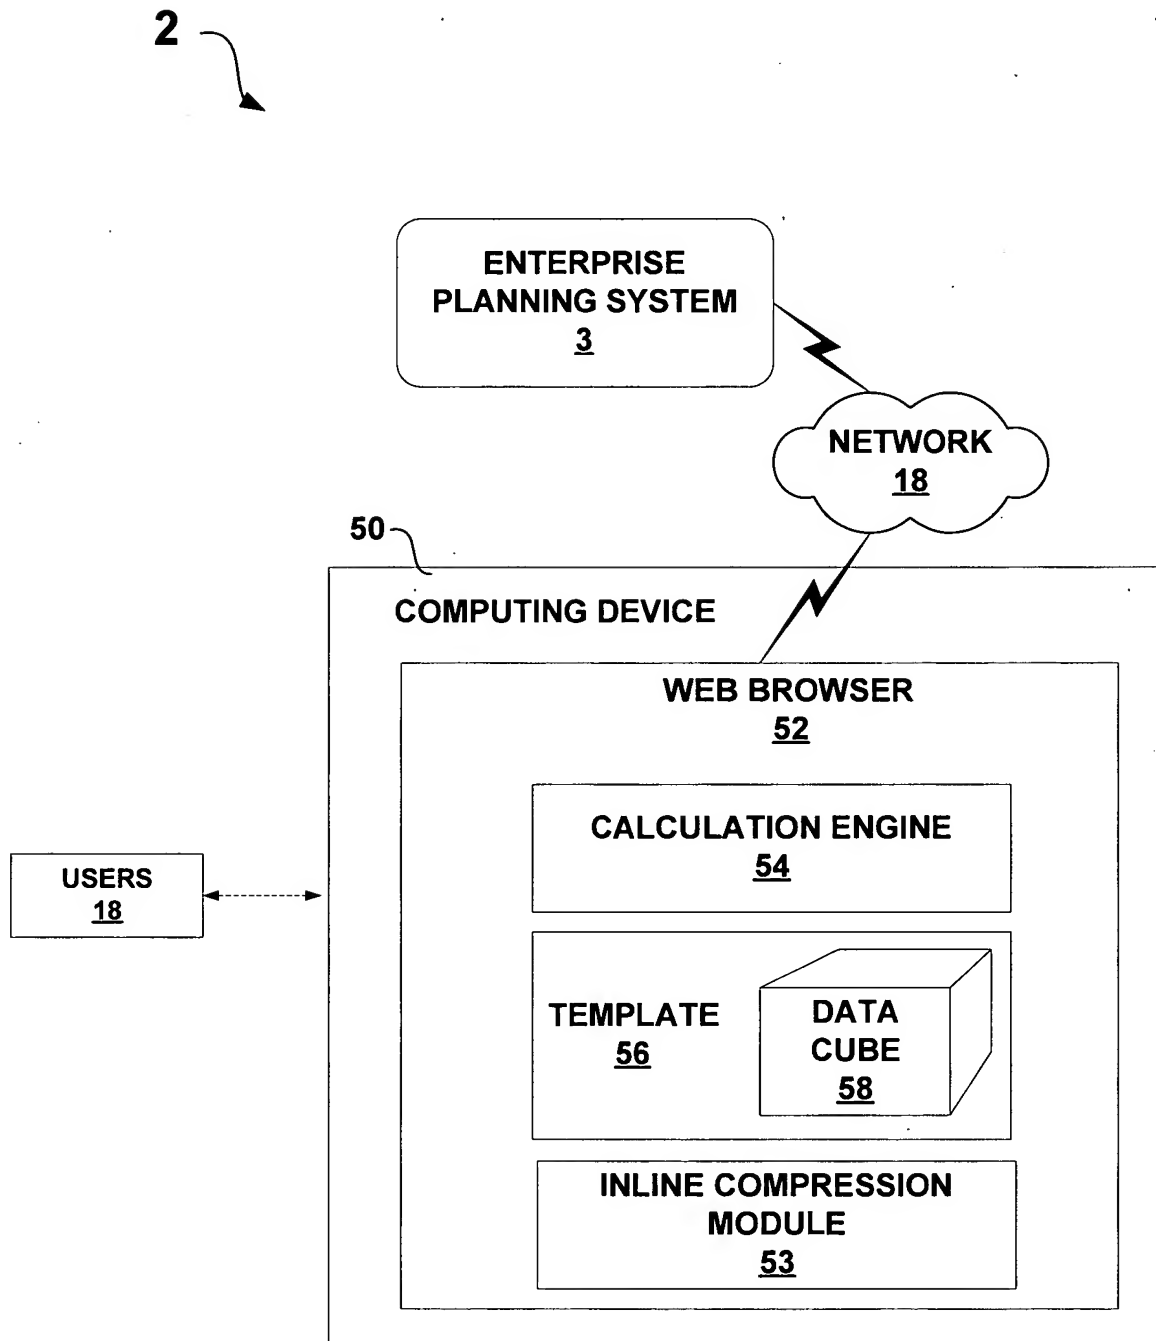 2
ENTERPRISE
PLANNING SYSTEM
3
NETWORK
18
50
COMPUTING DEVICE
WEB BROWSER
52
CALCULATION ENGINE
54
USERS
18
TEMPLATE
56
DATA
CUBE
58
INLINE COMPRESSION
MODULE
53